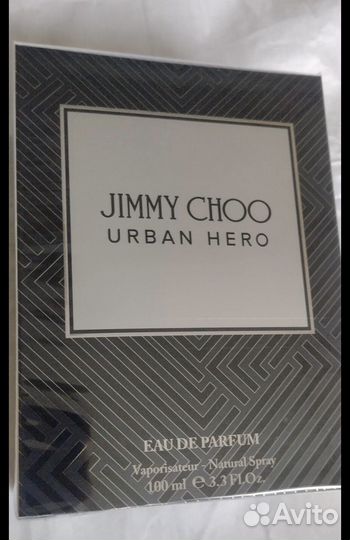 JIMMY CHOO
URBAN HERO
EAU DE PARFUM
Vaporisateur - Natural Spray
100 ml ℮ 3.3 Fl.Oz.
Avito